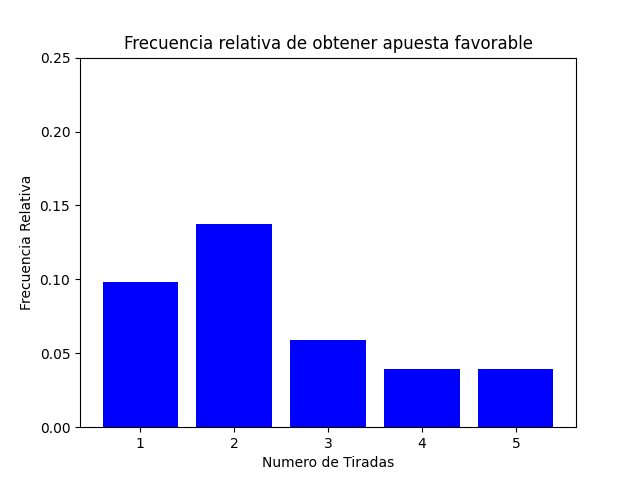 Frecuencia relativa de obtener apuesta favorable
0.25
0.20
0.15
0.10
0.05
0.00
Frecuencia Relativa
1 2 3 4 5
Numero de Tiradas